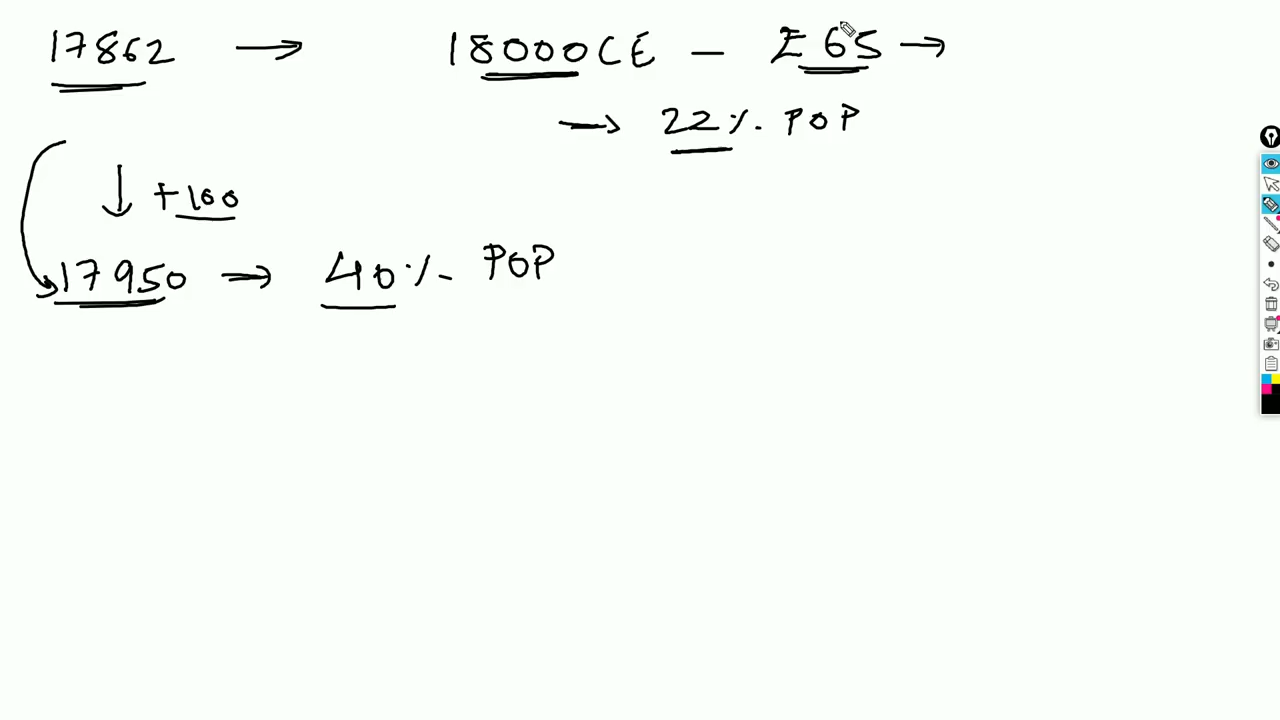 17862 → 18000CE – ₹65 →
→ 22% POP
↓ +100
17950 → 40% POP